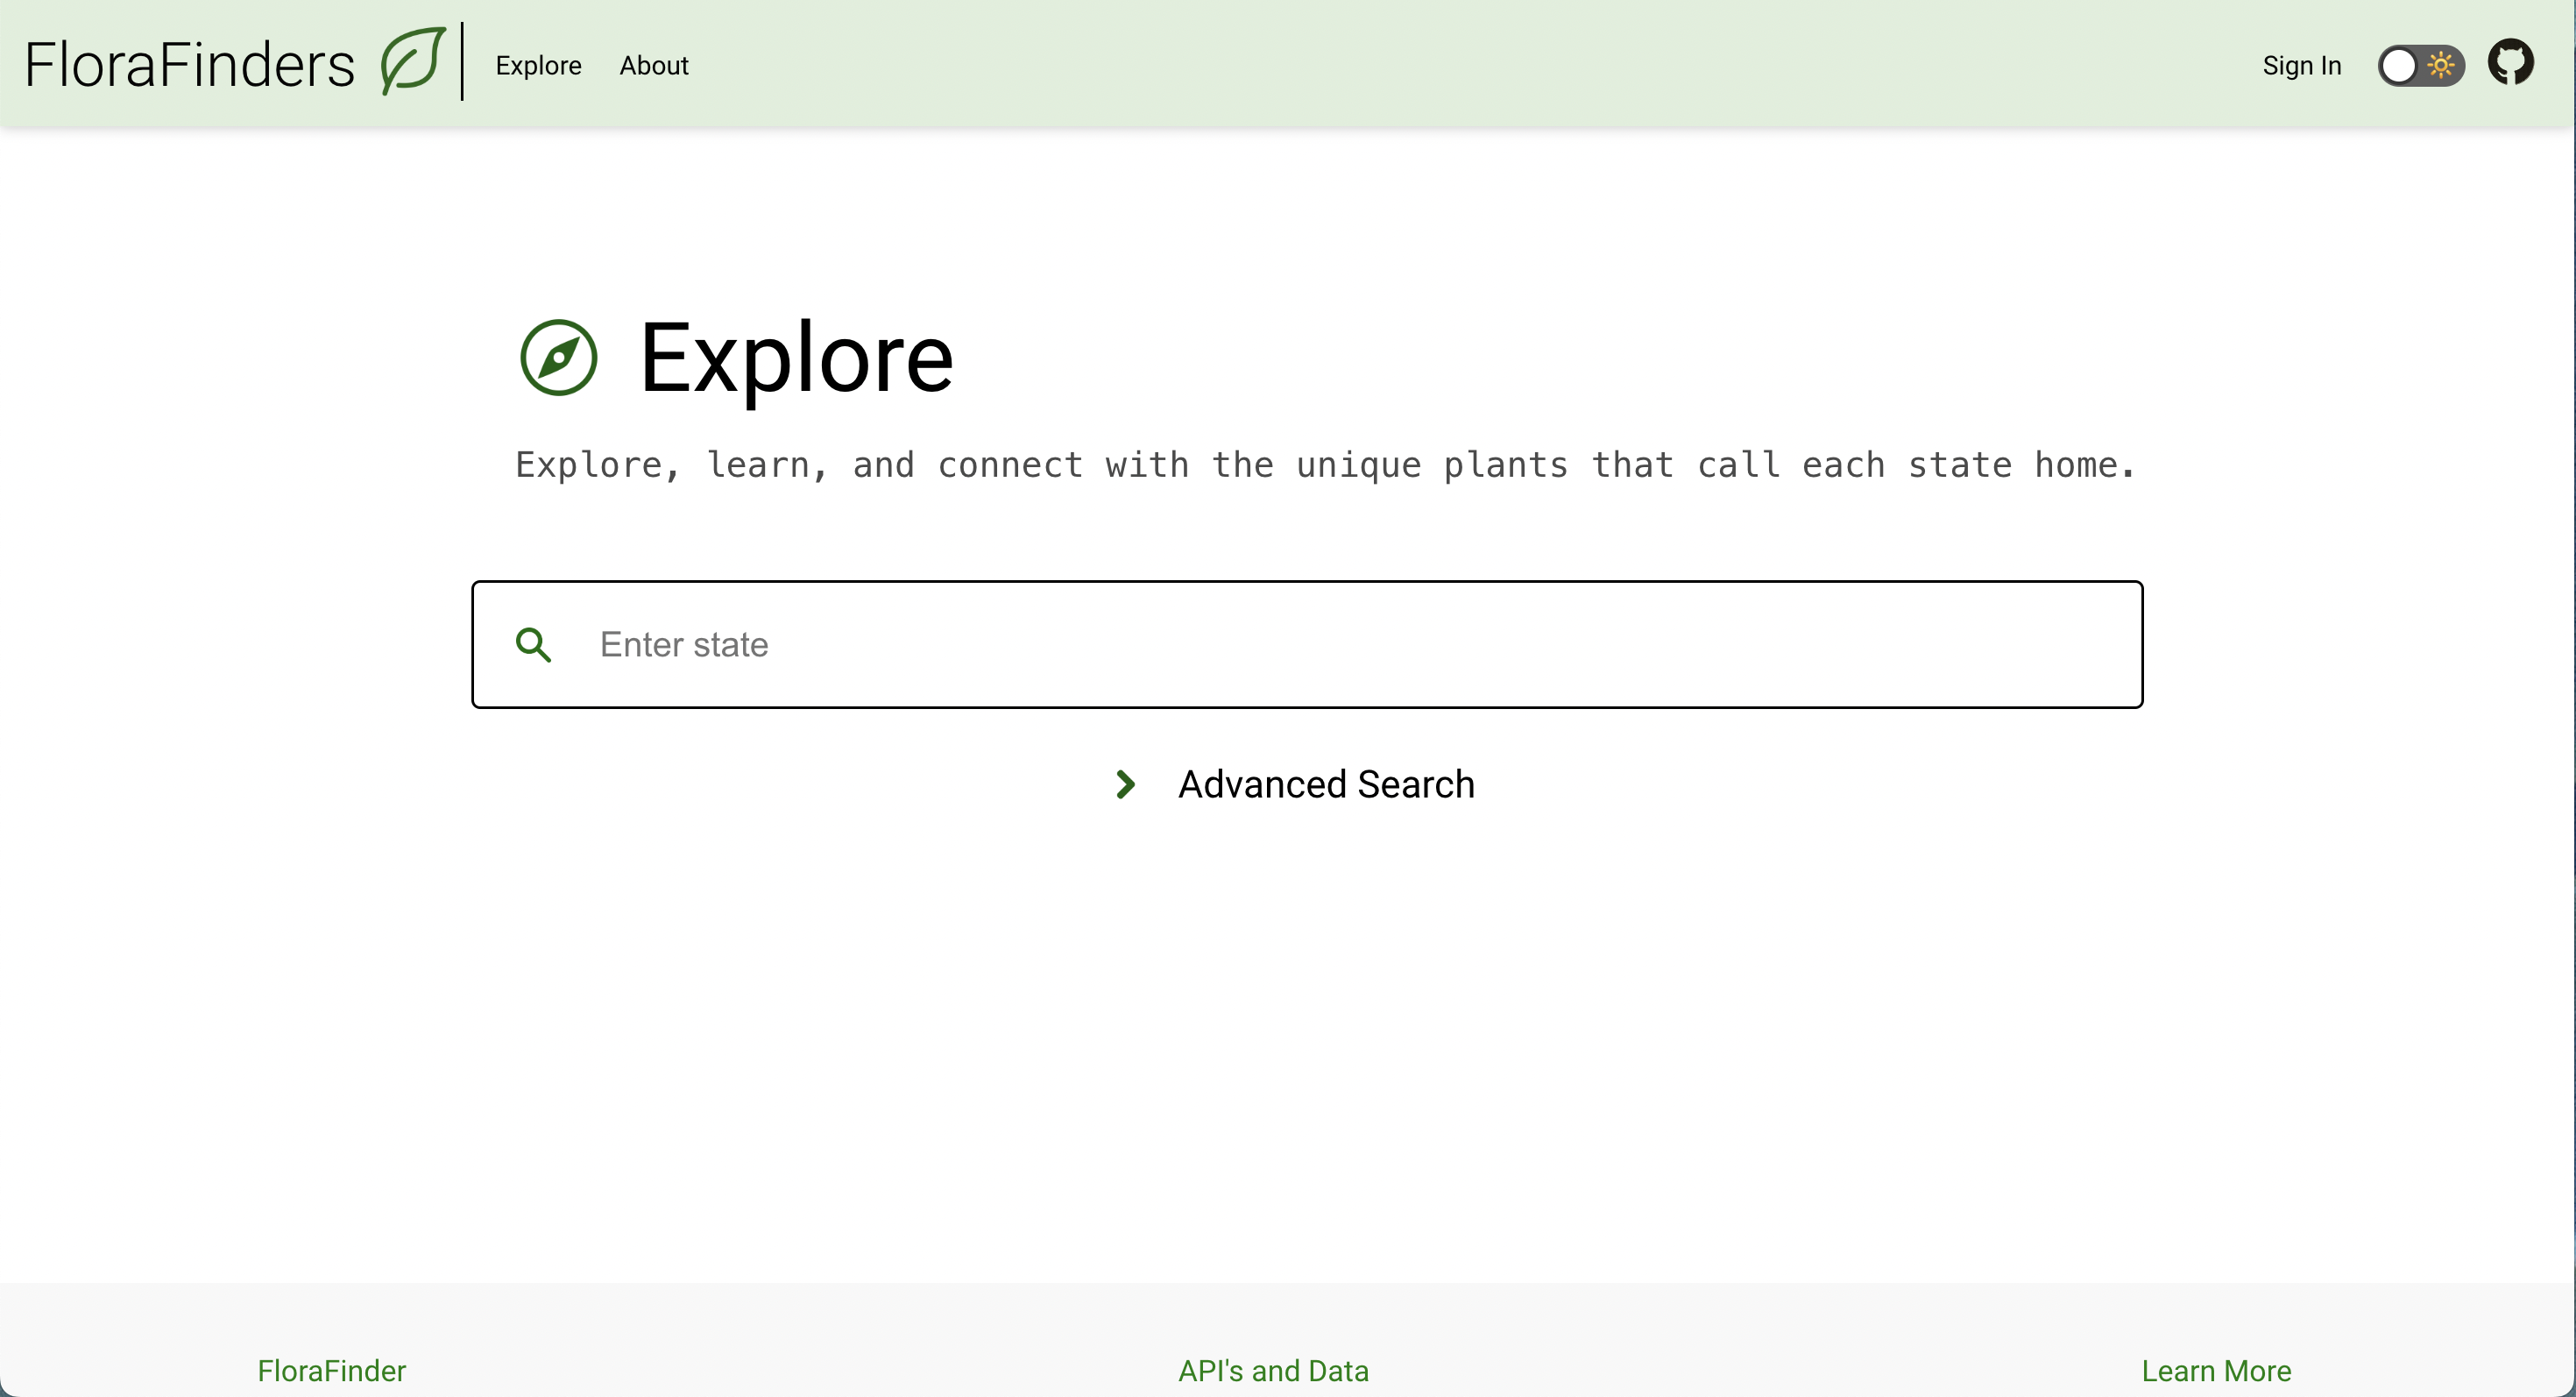 FloraFinders
Explore
About
Sign In
Explore
Explore, learn, and connect with the unique plants that call each state home.
Enter state
Advanced Search
FloraFinder
API's and Data
Learn More